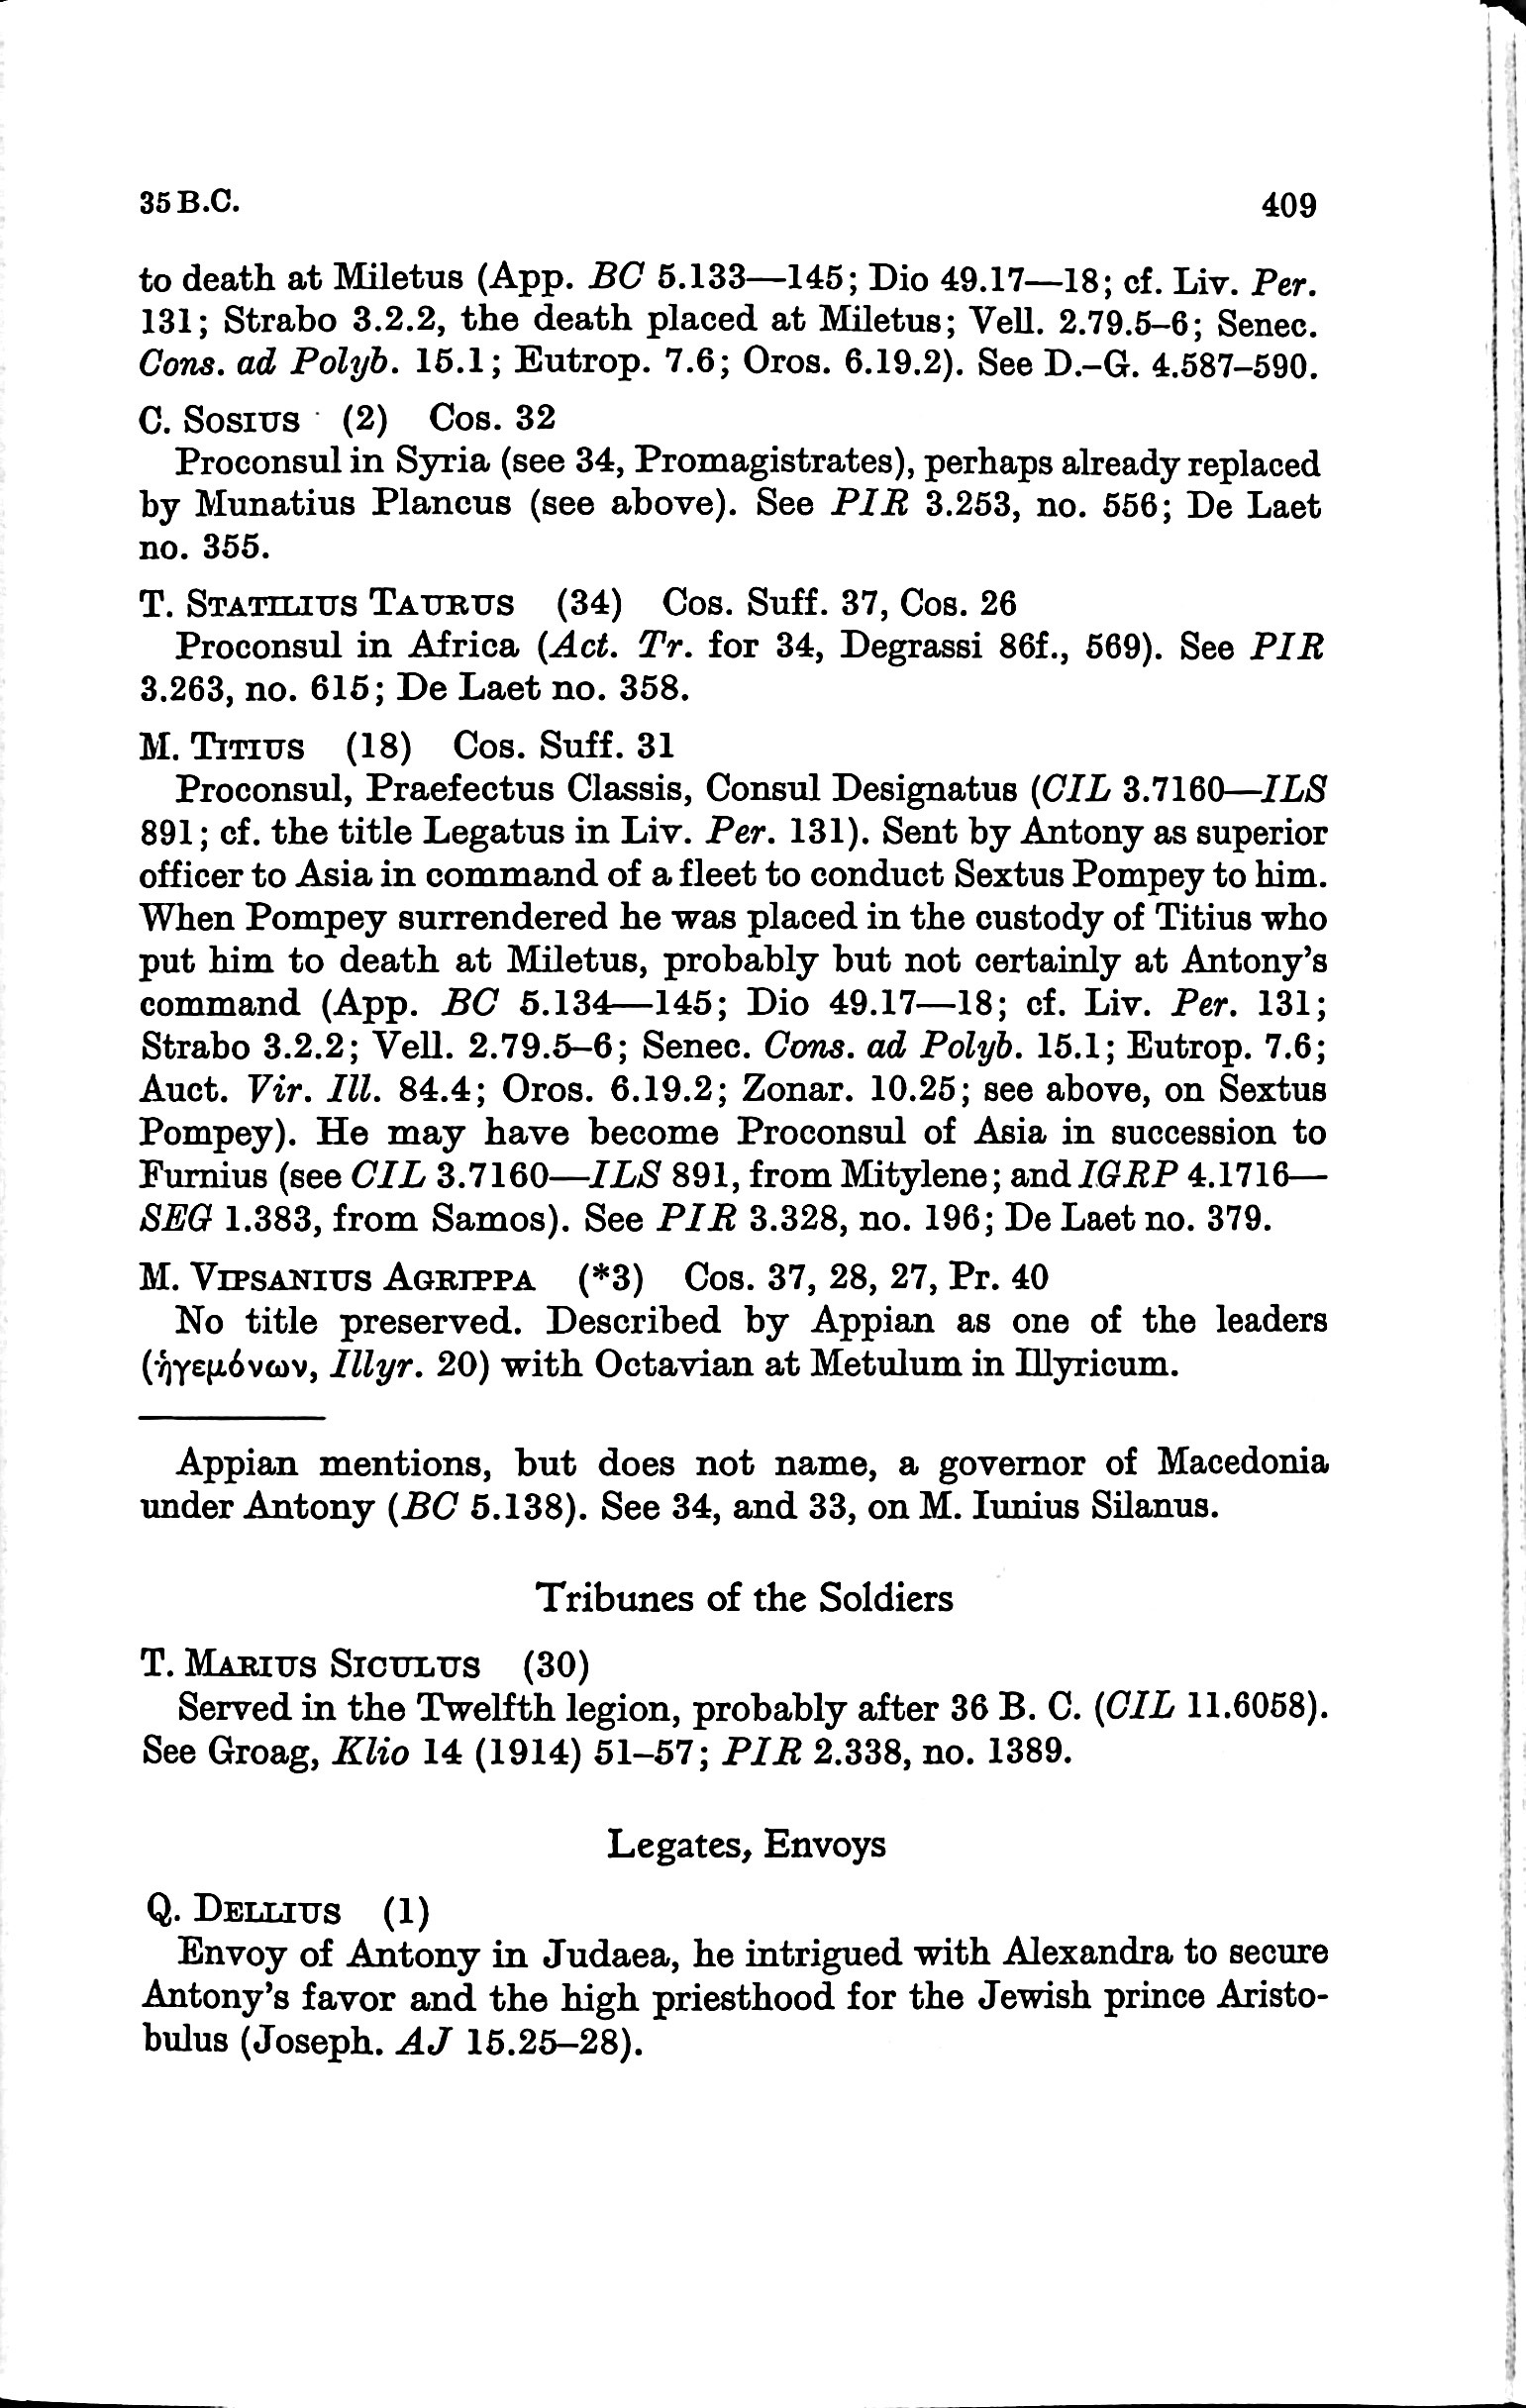 35 B.C.
409
to death at Miletus (App. BC 5.133—145; Dio 49.17—18; cf. Liv. Per.
131; Strabo 3.2.2, the death placed at Miletus; Vell. 2.79.5–6; Senec.
Cons. ad Polyb. 15.1; Eutrop. 7.6; Oros. 6.19.2). See D.–G. 4.587–590.
C. SOSIUS (2) Cos. 32
Proconsul in Syria (see 34, Promagistrates), perhaps already replaced
by Munatius Plancus (see above). See PIR 3.253, no. 556; De Laet
no. 355.
T. STATILIUS TAURUS (34) Cos. Suff. 37, Cos. 26
Proconsul in Africa (Act. Tr. for 34, Degrassi 86f., 569). See PIR
3.263, no. 615; De Laet no. 358.
M. TITIUS (18) Cos. Suff. 31
Proconsul, Praefectus Classis, Consul Designatus (CIL 3.7160—ILS
891; cf. the title Legatus in Liv. Per. 131). Sent by Antony as superior
officer to Asia in command of a fleet to conduct Sextus Pompey to him.
When Pompey surrendered he was placed in the custody of Titius who
put him to death at Miletus, probably but not certainly at Antony's
command (App. BC 5.134—145; Dio 49.17—18; cf. Liv. Per. 131;
Strabo 3.2.2; Vell. 2.79.5–6; Senec. Cons. ad Polyb. 15.1; Eutrop. 7.6;
Auct. Vir. Ill. 84.4; Oros. 6.19.2; Zonar. 10.25; see above, on Sextus
Pompey). He may have become Proconsul of Asia in succession to
Furnius (see CIL 3.7160—ILS 891, from Mitylene; and IGRP 4.1716—
SEG 1.383, from Samos). See PIR 3.328, no. 196; De Laet no. 379.
M. VIPSANIUS AGRIPPA (*3) Cos. 37, 28, 27, Pr. 40
No title preserved. Described by Appian as one of the leaders
(ἡγεμόνων, Illyr. 20) with Octavian at Metulum in Illyricum.
Appian mentions, but does not name, a governor of Macedonia
under Antony (BC 5.138). See 34, and 33, on M. Iunius Silanus.
Tribunes of the Soldiers
T. MARIUS SICULUS (30)
Served in the Twelfth legion, probably after 36 B. C. (CIL 11.6058).
See Groag, Klio 14 (1914) 51–57; PIR 2.338, no. 1389.
Legates, Envoys
Q. DELLIUS (1)
Envoy of Antony in Judaea, he intrigued with Alexandra to secure
Antony's favor and the high priesthood for the Jewish prince Aristo-
bulus (Joseph. AJ 15.25–28).